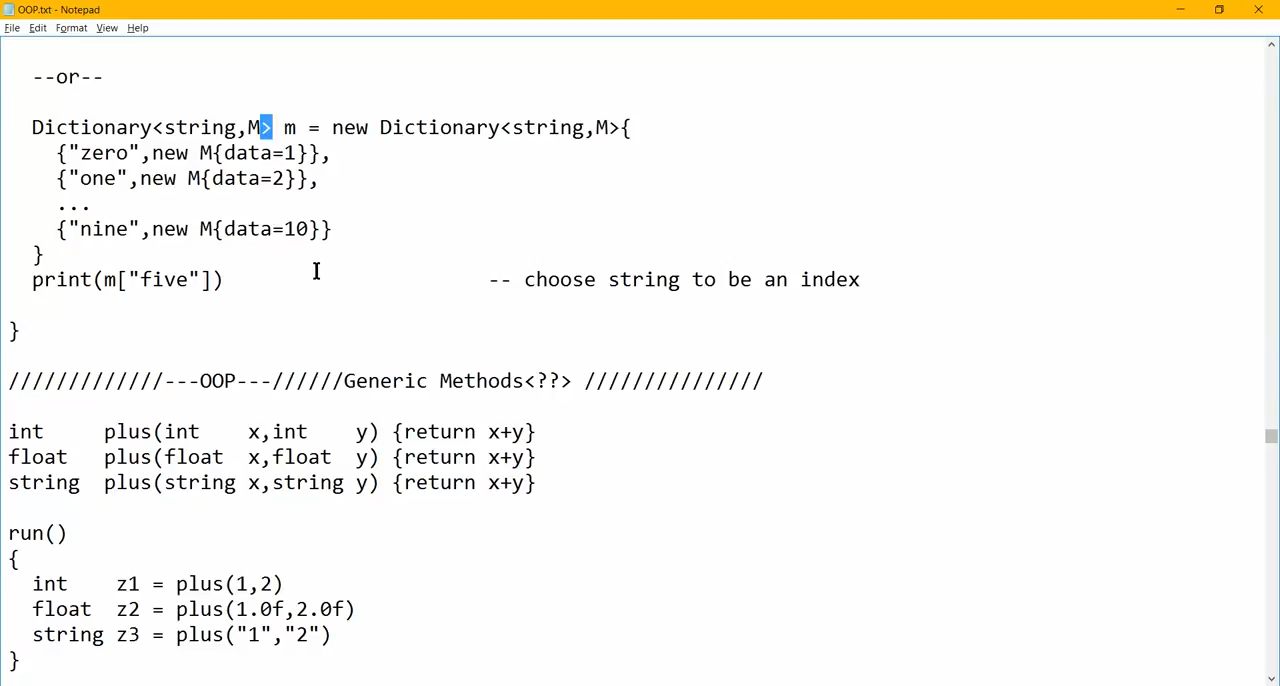 OOP.txt - Notepad
File Edit Format View Help
--or--
Dictionary<string,M> m = new Dictionary<string,M>{
{"zero",new M{data=1}},
{"one",new M{data=2}},
...
{"nine",new M{data=10}}
}
print(m["five"]) -- choose string to be an index
}
/////////////---OOP---//////Generic Methods<??> ///////////////
int plus(int x,int y) {return x+y}
float plus(float x,float y) {return x+y}
string plus(string x,string y) {return x+y}
run()
{
int z1 = plus(1,2)
float z2 = plus(1.0f,2.0f)
string z3 = plus("1","2")
}